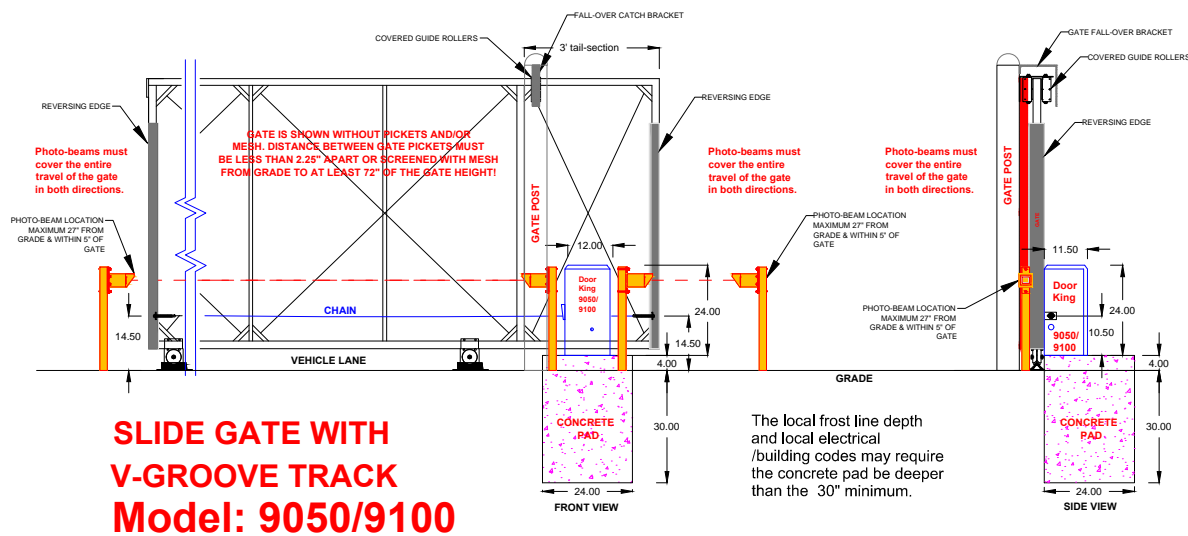 FALL-OVER CATCH BRACKET
COVERED GUIDE ROLLERS
3' tail-section
REVERSING EDGE
GATE IS SHOWN WITHOUT PICKETS AND/OR
MESH. DISTANCE BETWEEN GATE PICKETS MUST
BE LESS THAN 2.25" APART OR SCREENED WITH MESH
FROM GRADE TO AT LEAST 72" OF THE GATE HEIGHT!
REVERSING EDGE
Photo-beams must
cover the entire
travel of the gate
in both directions.
Photo-beams must
cover the entire
travel of the gate
in both directions.
PHOTO-BEAM LOCATION
MAXIMUM 27" FROM
GRADE & WITHIN 5" OF
GATE
GATE POST
PHOTO-BEAM LOCATION
MAXIMUM 27" FROM
GRADE & WITHIN 5" OF
GATE
12.00
Door
King
9050/
9100
24.00
CHAIN
14.50
14.50
VEHICLE LANE
4.00
GRADE
CONCRETE
PAD
30.00
24.00
FRONT VIEW
GATE FALL-OVER BRACKET
COVERED GUIDE ROLLERS
REVERSING EDGE
Photo-beams must
cover the entire
travel of the gate
in both directions.
GATE POST
GATE
11.50
PHOTO-BEAM LOCATION
MAXIMUM 27" FROM
GRADE & WITHIN 5" OF
GATE
Door
King
9050/
9100
24.00
10.50
4.00
CONCRETE
PAD
30.00
24.00
SIDE VIEW
The local frost line depth
and local electrical
/building codes may require
the concrete pad be deeper
than the 30" minimum.
SLIDE GATE WITH
V-GROOVE TRACK
Model: 9050/9100